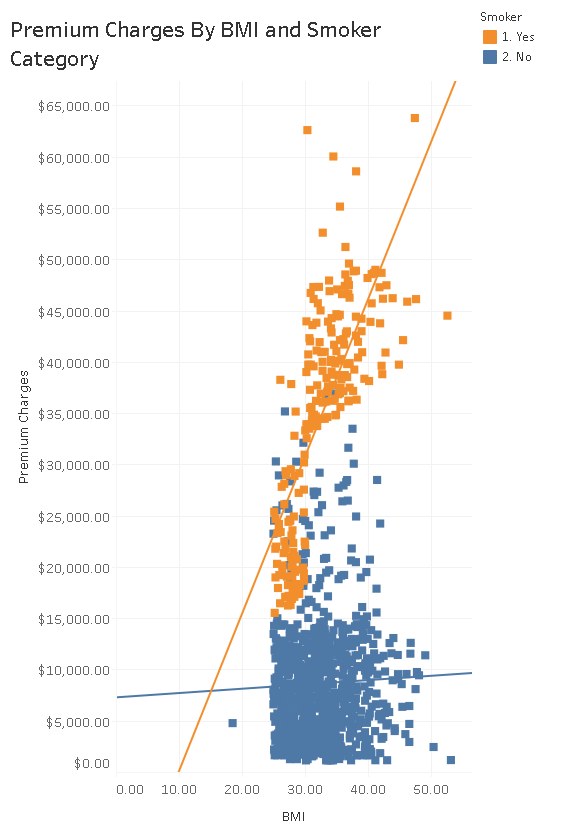 Premium Charges By BMI and Smoker
Category
Smoker
1. Yes
2. No
$65,000.00
$60,000.00
$55,000.00
$50,000.00
$45,000.00
$40,000.00
$35,000.00
$30,000.00
$25,000.00
$20,000.00
$15,000.00
$10,000.00
$5,000.00
$0.00
Premium Charges
0.00 10.00 20.00 30.00 40.00 50.00
BMI